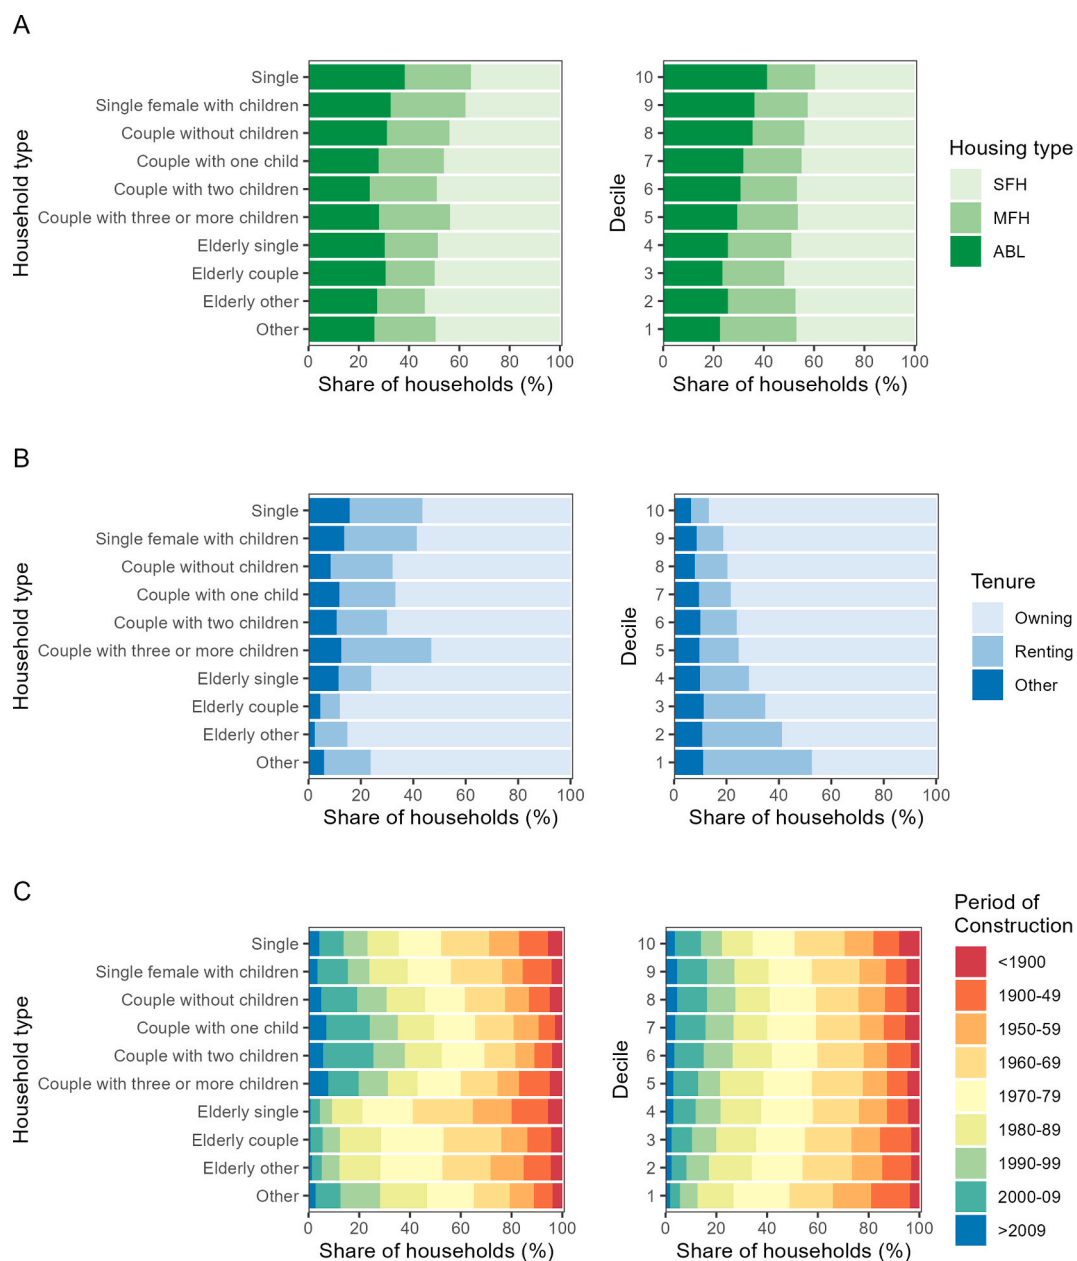 A
Household type
Single
Single female with children
Couple without children
Couple with one child
Couple with two children
Couple with three or more children
Elderly single
Elderly couple
Elderly other
Other
0 20 40 60 80 100
Share of households (%)
Decile
10
9
8
7
6
5
4
3
2
1
0 20 40 60 80 100
Share of households (%)
Housing type
SFH
MFH
ABL
B
Household type
Single
Single female with children
Couple without children
Couple with one child
Couple with two children
Couple with three or more children
Elderly single
Elderly couple
Elderly other
Other
0 20 40 60 80 100
Share of households (%)
Decile
10
9
8
7
6
5
4
3
2
1
0 20 40 60 80 100
Share of households (%)
Tenure
Owning
Renting
Other
C
Household type
Single
Single female with children
Couple without children
Couple with one child
Couple with two children
Couple with three or more children
Elderly single
Elderly couple
Elderly other
Other
0 20 40 60 80 100
Share of households (%)
Decile
10
9
8
7
6
5
4
3
2
1
0 20 40 60 80 100
Share of households (%)
Period of
Construction
<1900
1900-49
1950-59
1960-69
1970-79
1980-89
1990-99
2000-09
>2009